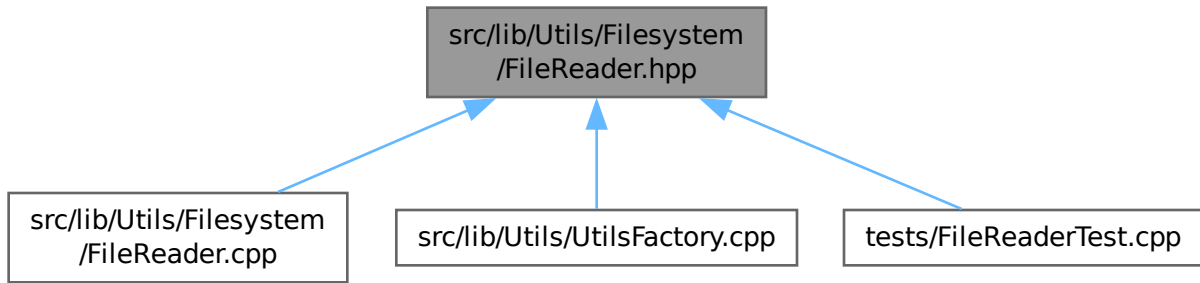 src/lib/Utils/Filesystem
/FileReader.hpp
src/lib/Utils/Filesystem
/FileReader.cpp
src/lib/Utils/UtilsFactory.cpp
tests/FileReaderTest.cpp